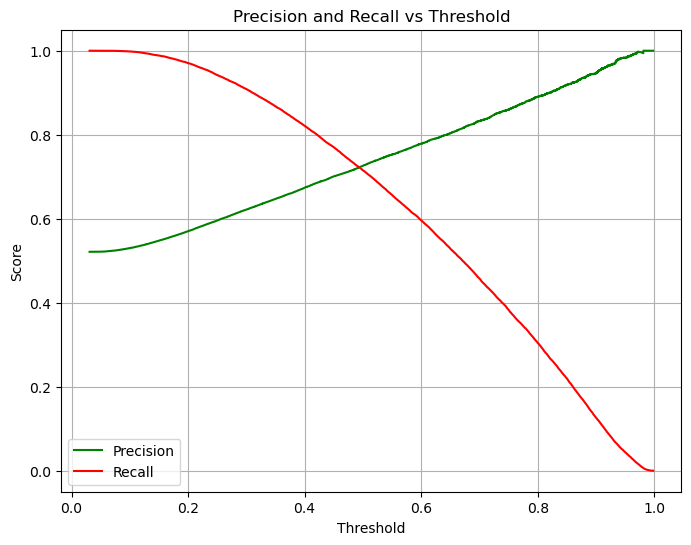 Precision and Recall vs Threshold
1.0
0.8
0.6
0.4
0.2
0.0
Score
Precision
Recall
0.0 0.2 0.4 0.6 0.8 1.0
Threshold